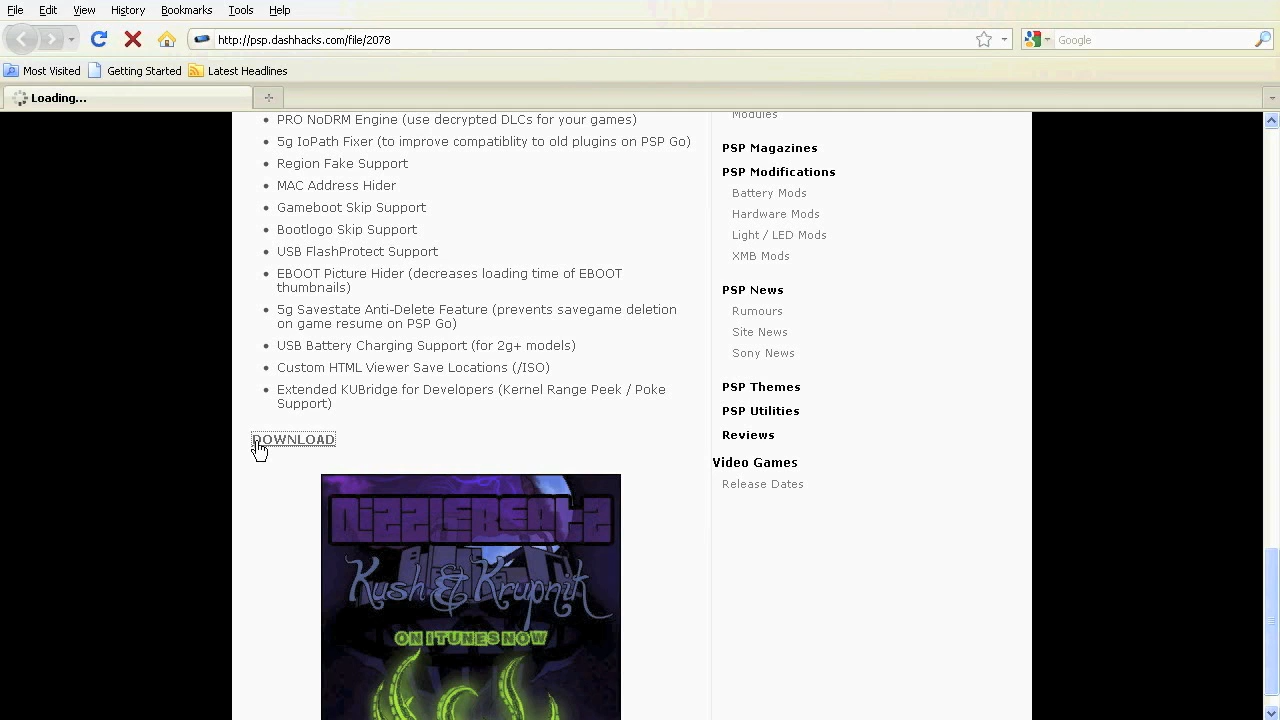 File Edit View History Bookmarks Tools Help
http://psp.dashhacks.com/file/2078
Google
Most Visited Getting Started Latest Headlines
Loading...
PRO NoDRM Engine (use decrypted DLCs for your games)
5g IoPath Fixer (to improve compatiblity to old plugins on PSP Go)
Region Fake Support
MAC Address Hider
Gameboot Skip Support
Bootlogo Skip Support
USB FlashProtect Support
EBOOT Picture Hider (decreases loading time of EBOOT
thumbnails)
5g Savestate Anti-Delete Feature (prevents savegame deletion
on game resume on PSP Go)
USB Battery Charging Support (for 2g+ models)
Custom HTML Viewer Save Locations (/ISO)
Extended KUBridge for Developers (Kernel Range Peek / Poke
Support)
DOWNLOAD
DIZZLEBEATZ
Kush & Krupnik
ON ITUNES NOW
Modules
PSP Magazines
PSP Modifications
Battery Mods
Hardware Mods
Light / LED Mods
XMB Mods
PSP News
Rumours
Site News
Sony News
PSP Themes
PSP Utilities
Reviews
Video Games
Release Dates